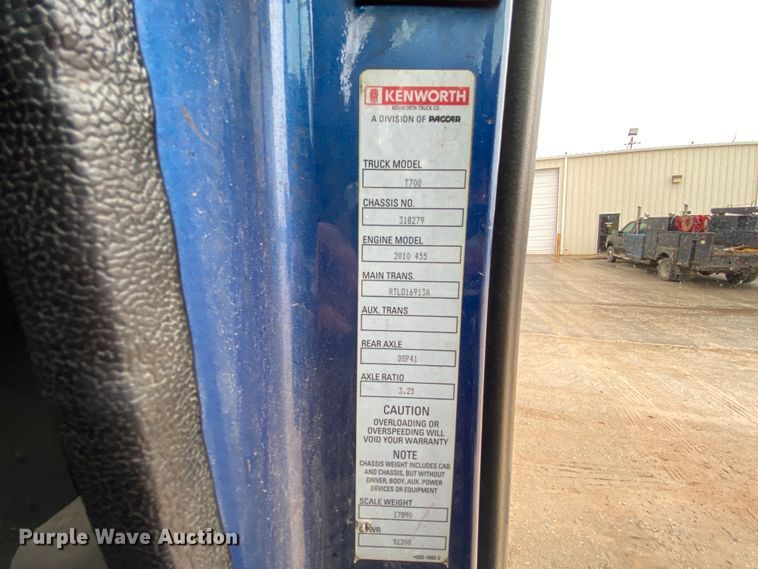 KENWORTH
KENWORTH TRUCK CO.
A DIVISION OF PACCAR
TRUCK MODEL
T700
CHASSIS NO.
318279
ENGINE MODEL
2010 455
MAIN TRANS.
RTLO16913A
AUX. TRANS
REAR AXLE
DSP41
AXLE RATIO
3.25
CAUTION
OVERLOADING OR
OVERSPEEDING WILL
VOID YOUR WARRANTY
NOTE
CHASSIS WEIGHT INCLUDES CAB
AND CHASSIS, BUT WITHOUT
DRIVER, BODY, AUX. POWER
DEVICES OR EQUIPMENT
SCALE WEIGHT
17890
GVWR
51200
Purple Wave Auction